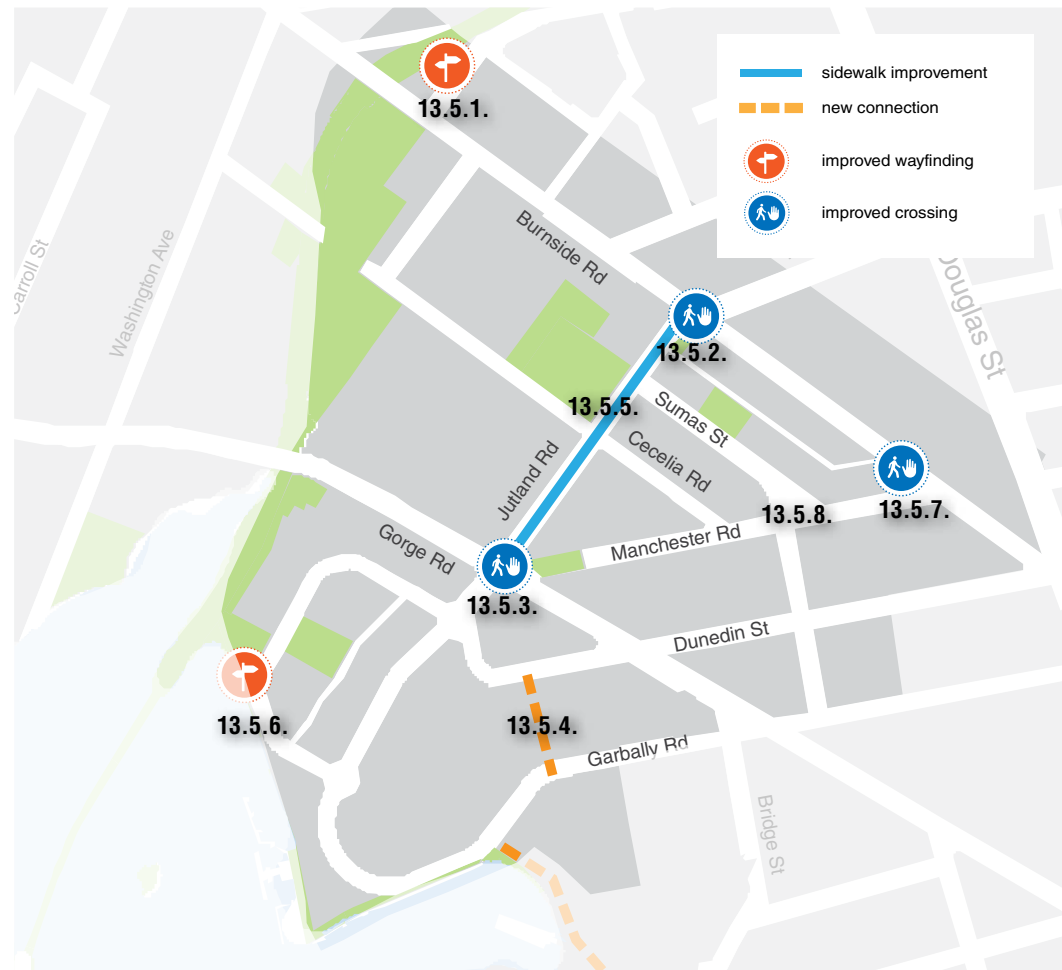 sidewalk improvement
new connection
improved wayfinding
improved crossing
13.5.1.
Burnside Rd
Carroll St
Washington Ave
Douglas St
13.5.2.
13.5.5.
Sumas St
Cecelia Rd
Jutland Rd
13.5.7.
13.5.8.
Manchester Rd
Gorge Rd
13.5.3.
Dunedin St
13.5.6.
13.5.4.
Garbally Rd
Bridge St